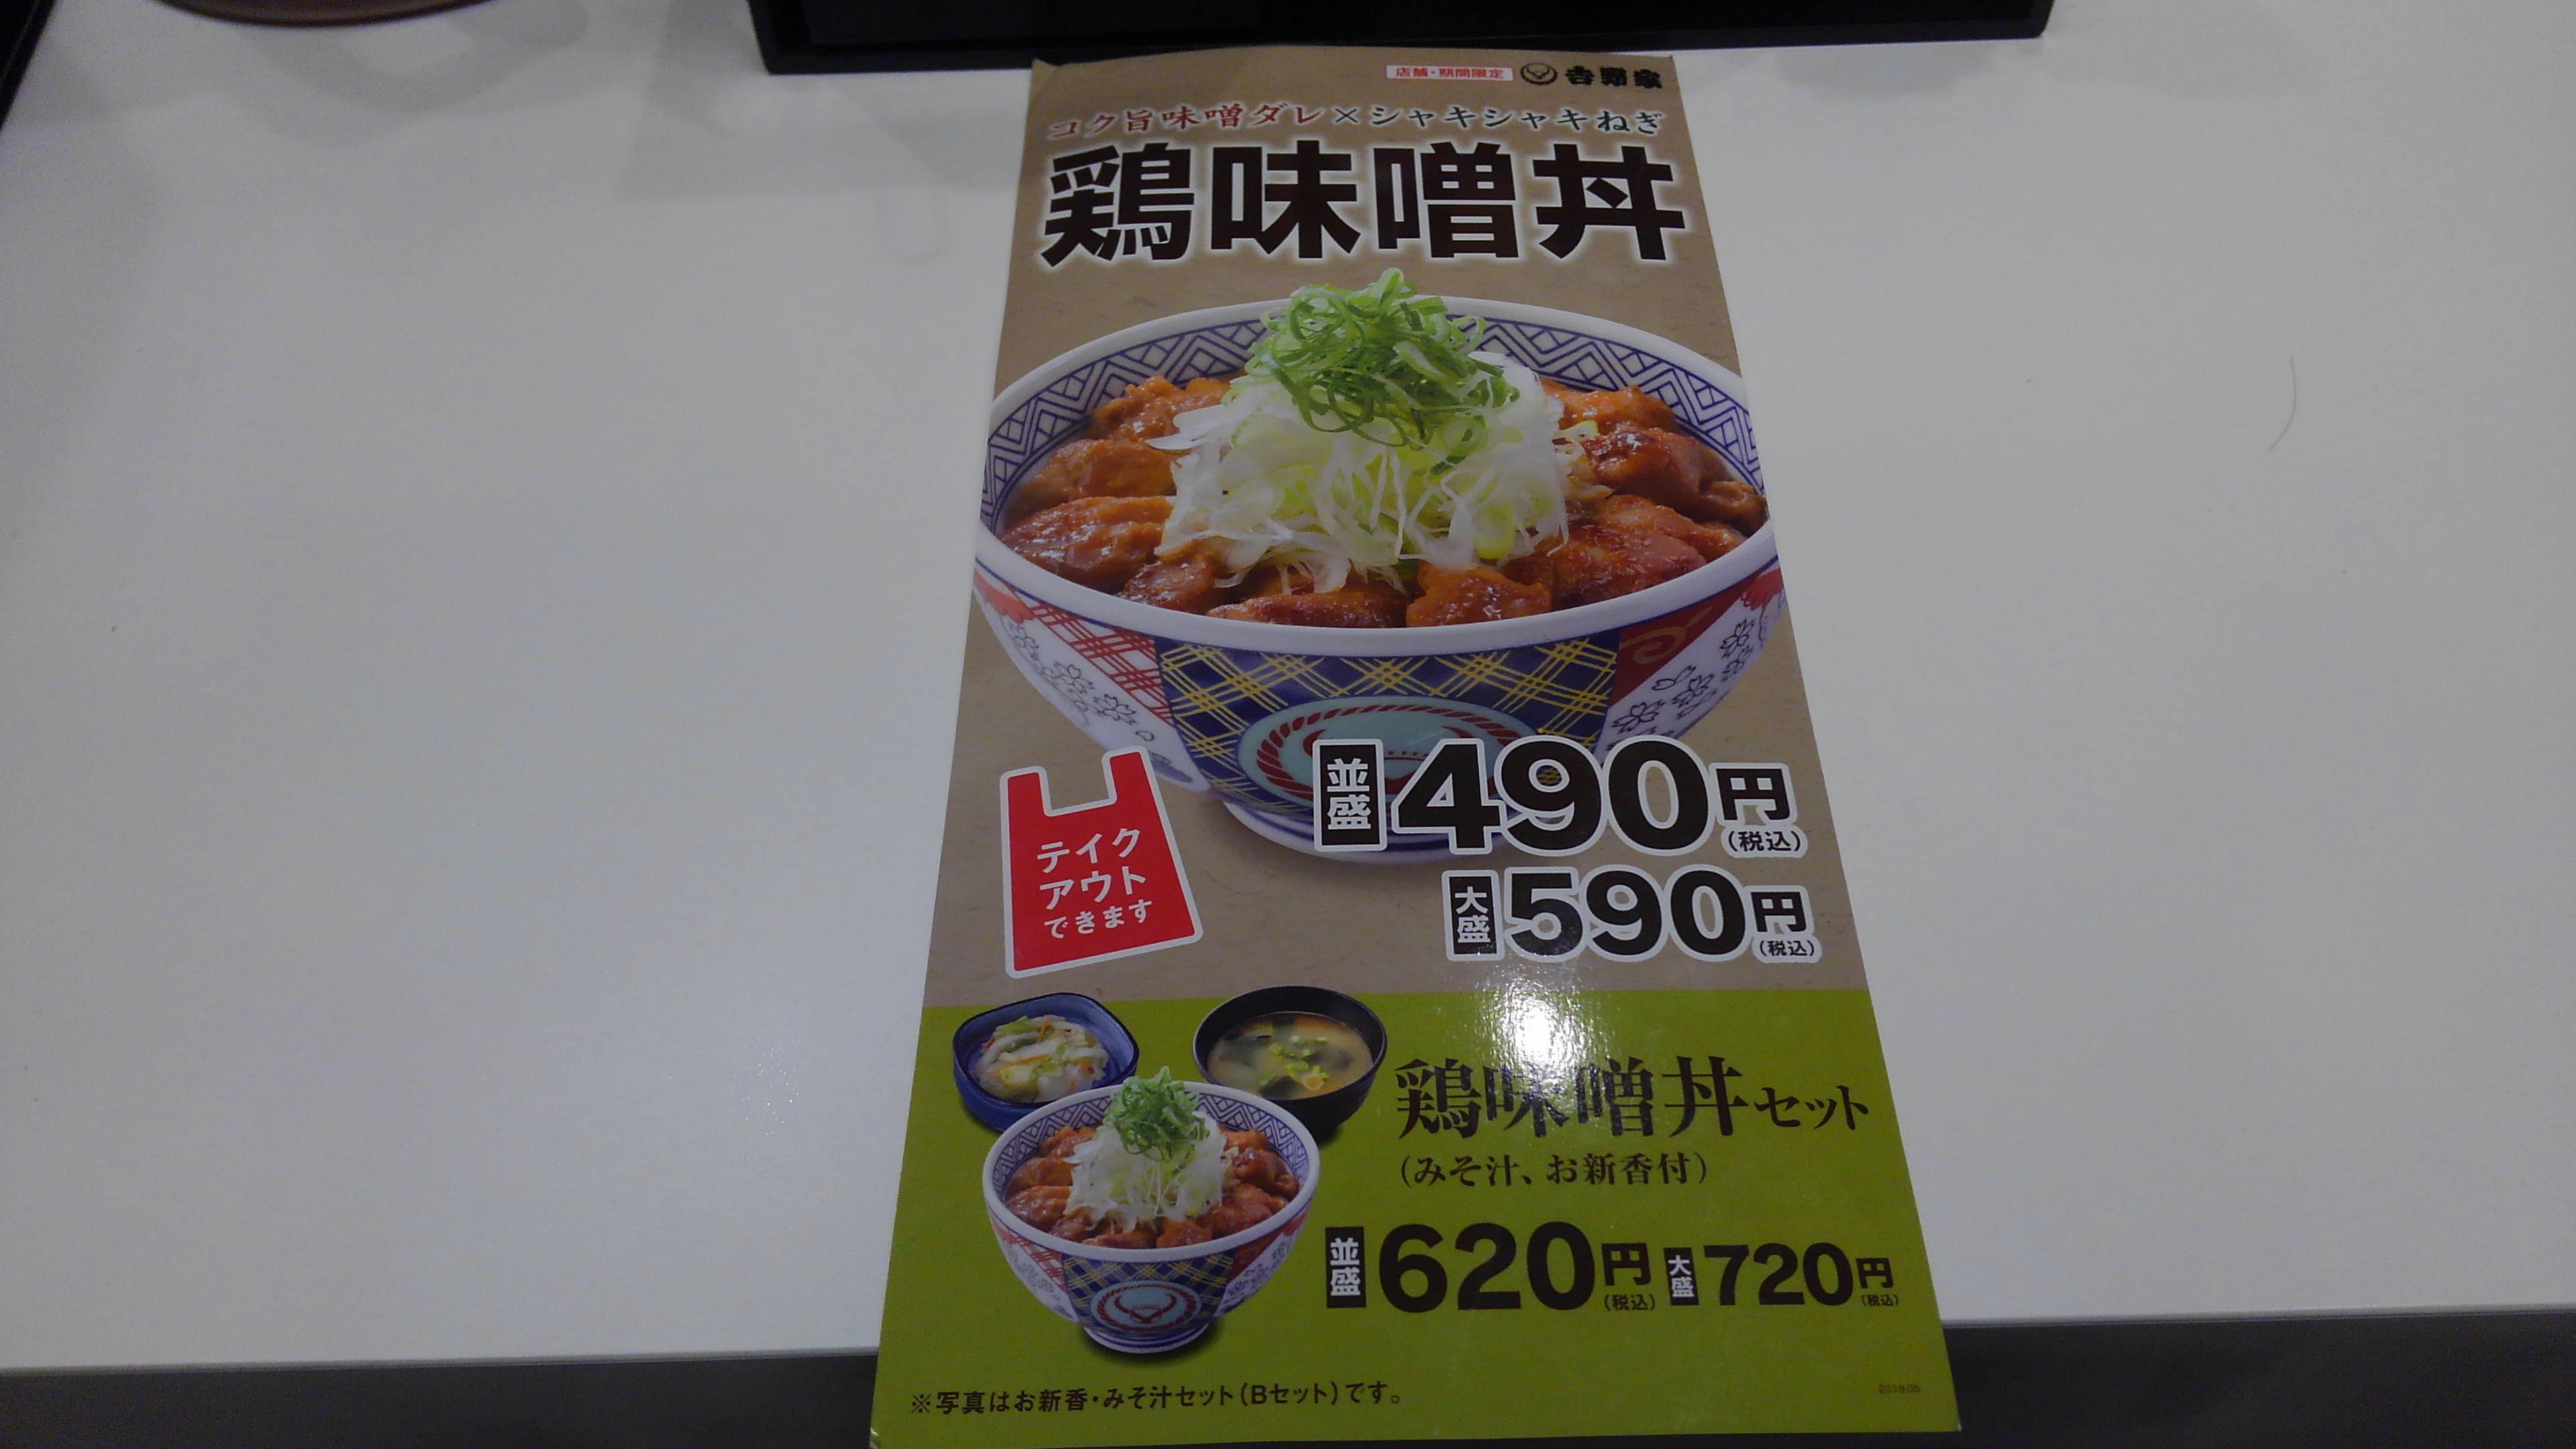 店舗・期間限定 吉野家
コク旨味噌ダレ×シャキシャキねぎ
鶏味噌丼
並盛 490円(税込)
大盛 590円(税込)
テイク
アウト
できます
鶏味噌丼セット
(みそ汁、お新香付)
並盛 620円(税込) 大盛 720円(税込)
※写真はお新香・みそ汁セット(Bセット)です。